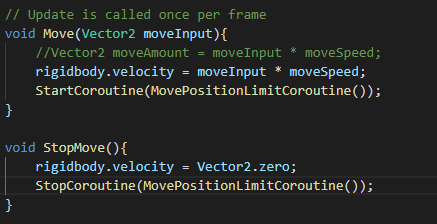 // Update is called once per frame
void Move(Vector2 moveInput){
//Vector2 moveAmount = moveInput * moveSpeed;
rigidbody.velocity = moveInput * moveSpeed;
StartCoroutine(MovePositionLimitCoroutine());
}
void StopMove(){
rigidbody.velocity = Vector2.zero;
StopCoroutine(MovePositionLimitCoroutine());
}